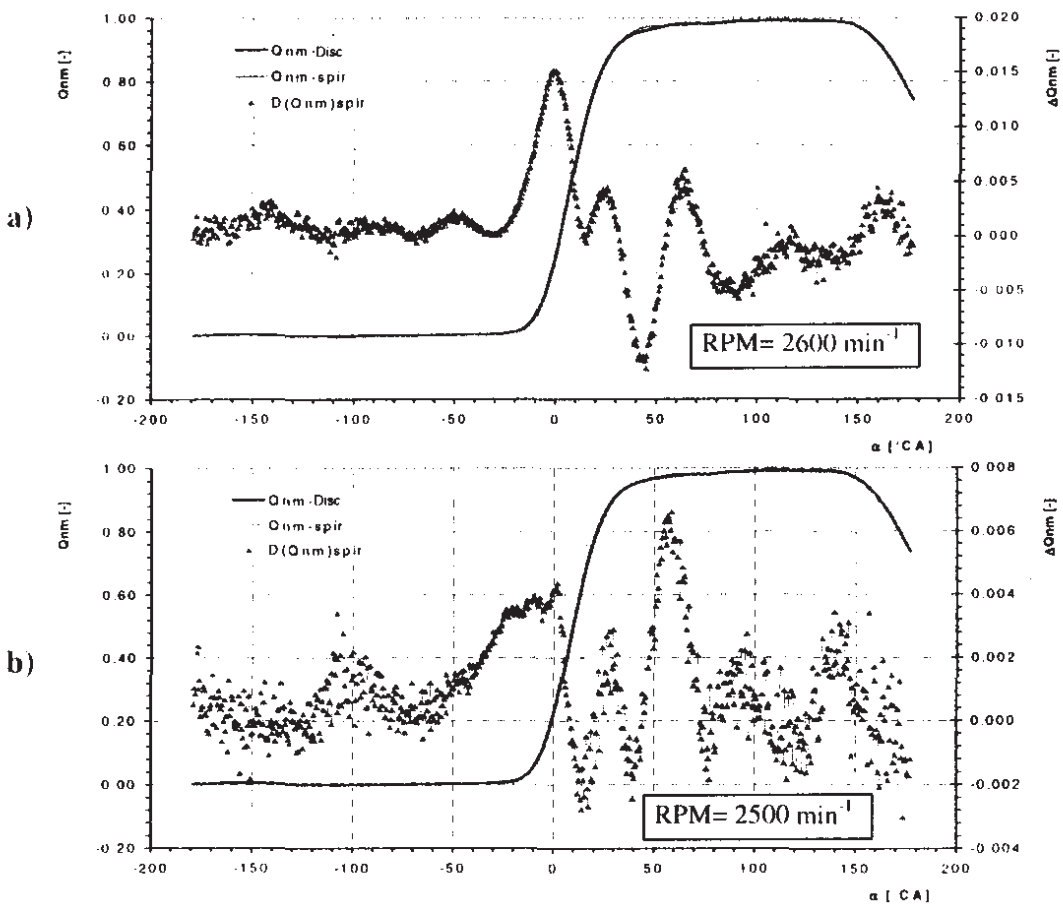 a)
Qnm [-]
1.00
0.80
0.60
0.40
0.20
0.00
-0.20
Qnm-Disc
Qnm-spir
D(Qnm)spir
RPM= 2600 min⁻¹
0.020
0.015
0.010
0.005
0.000
-0.005
-0.010
-0.015
ΔQnm [-]
-200 -150 -100 -50 0 50 100 150 200
α [°CA]
b)
Qnm [-]
1.00
0.80
0.60
0.40
0.20
0.00
-0.20
Qnm-Disc
Qnm-spir
D(Qnm)spir
RPM= 2500 min⁻¹
0.008
0.006
0.004
0.002
0.000
-0.002
-0.004
ΔQnm [-]
-200 -150 -100 -50 0 50 100 150 200
α [ CA]